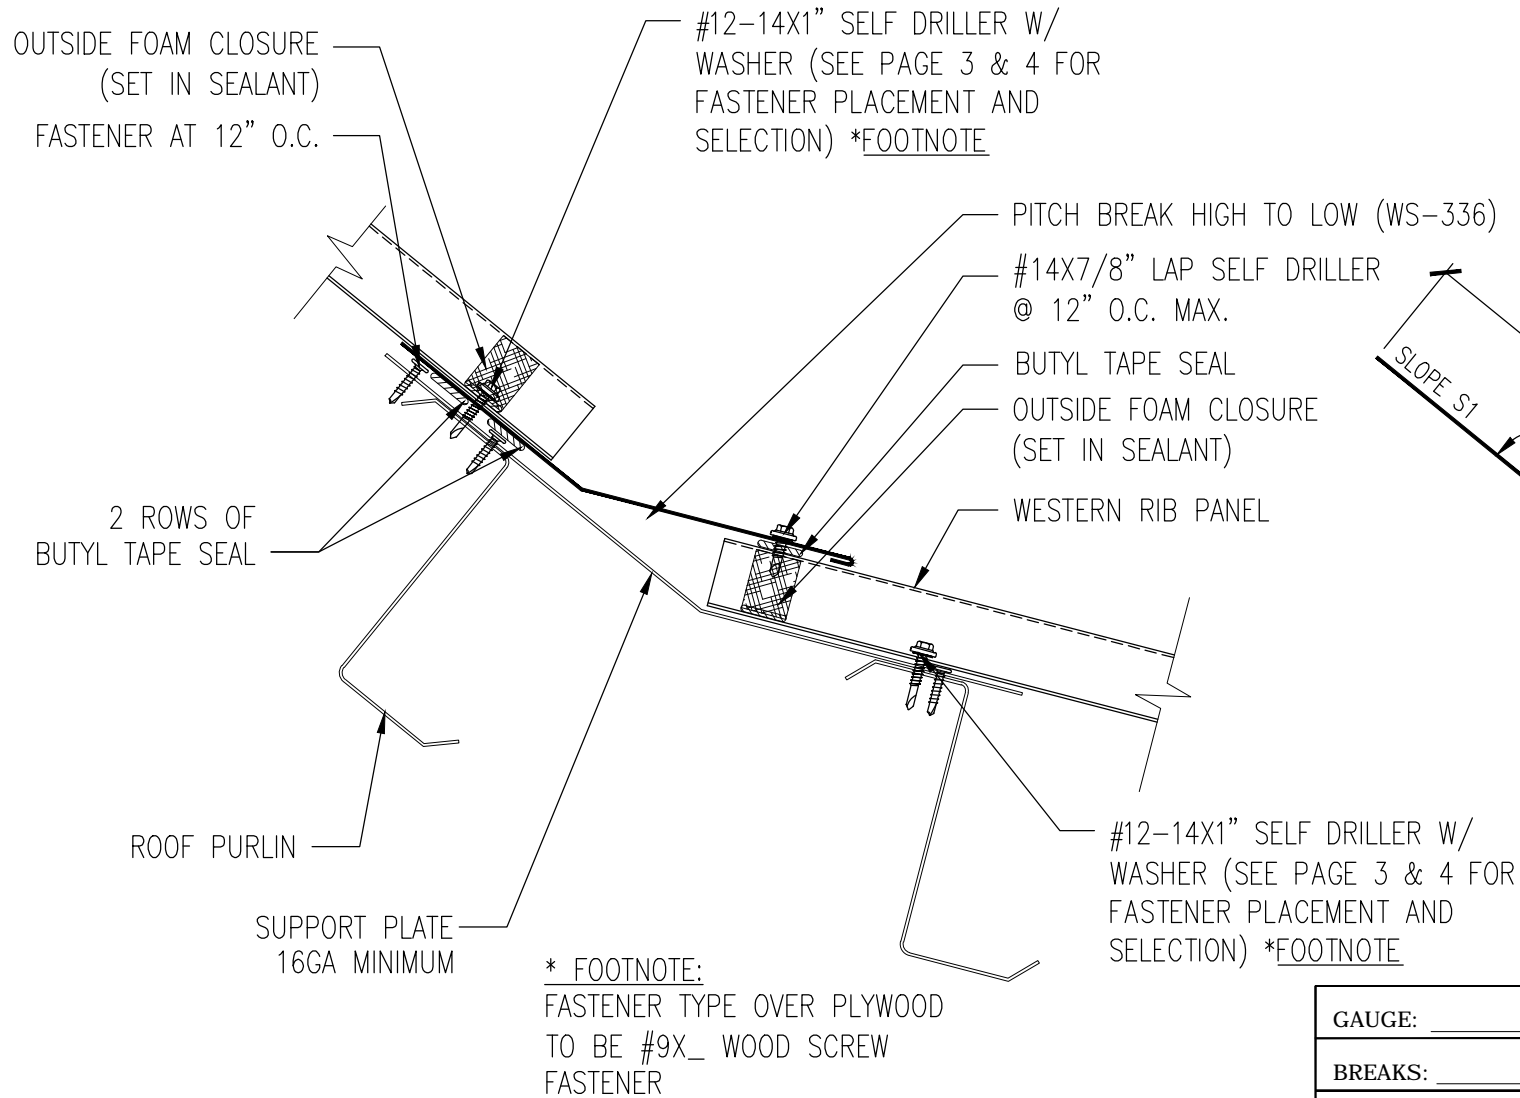 OUTSIDE FOAM CLOSURE
(SET IN SEALANT)
FASTENER AT 12" O.C.
#12-14X1" SELF DRILLER W/
WASHER (SEE PAGE 3 & 4 FOR
FASTENER PLACEMENT AND
SELECTION) *FOOTNOTE
PITCH BREAK HIGH TO LOW (WS-336)
#14X7/8" LAP SELF DRILLER
@ 12" O.C. MAX.
BUTYL TAPE SEAL
OUTSIDE FOAM CLOSURE
(SET IN SEALANT)
WESTERN RIB PANEL
SLOPE S1
2 ROWS OF
BUTYL TAPE SEAL
ROOF PURLIN
SUPPORT PLATE
16GA MINIMUM
#12-14X1" SELF DRILLER W/
WASHER (SEE PAGE 3 & 4 FOR
FASTENER PLACEMENT AND
SELECTION) *FOOTNOTE
* FOOTNOTE:
FASTENER TYPE OVER PLYWOOD
TO BE #9X_ WOOD SCREW
FASTENER
GAUGE:
BREAKS: